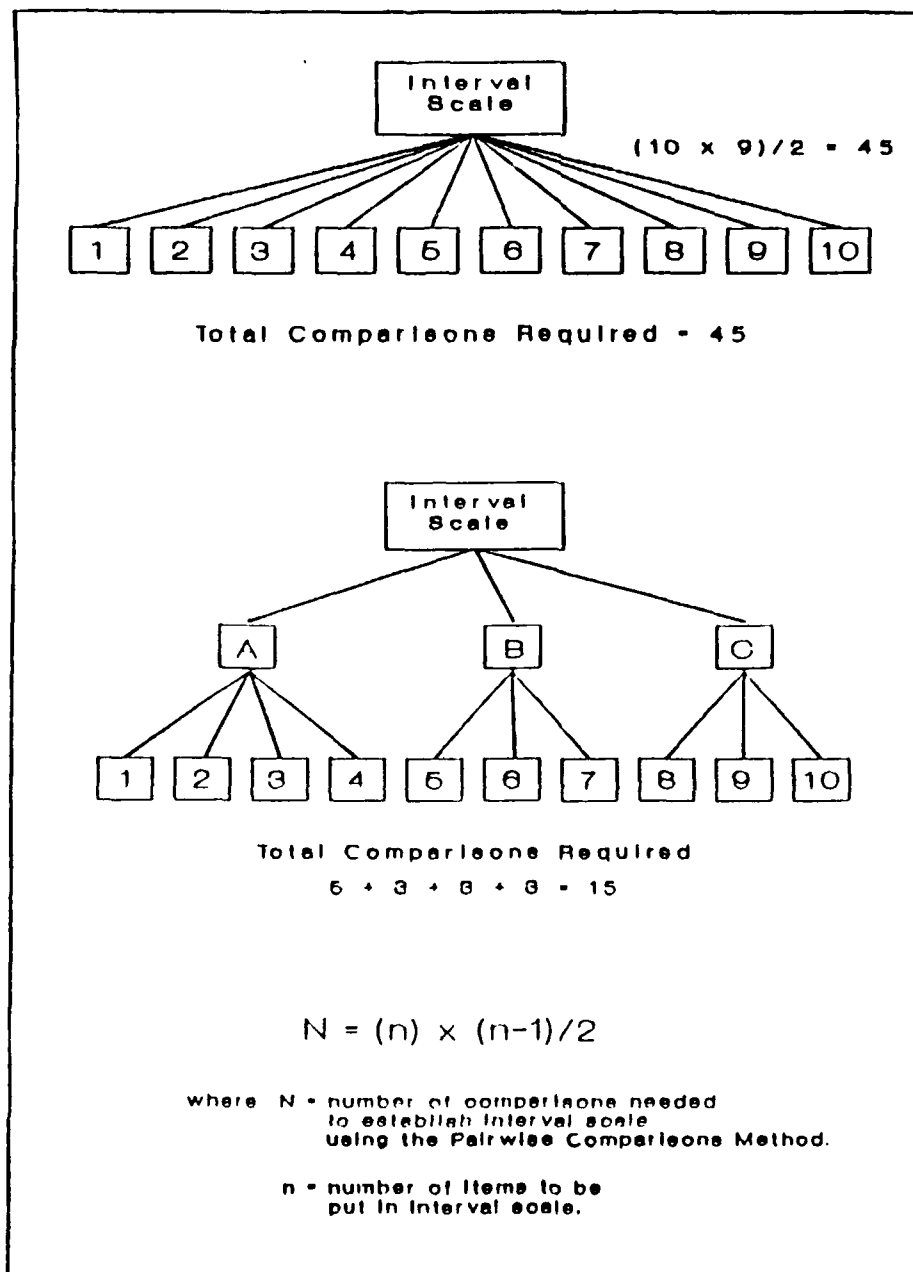 Interval
Scale
(10 x 9)/2 = 45
1 2 3 4 5 6 7 8 9 10
Total Comparisons Required = 45
Interval
Scale
A B C
1 2 3 4 5 6 7 8 9 10
Total Comparisons Required
6 + 3 + 3 + 3 = 15
N = (n) x (n-1)/2
where N = number of comparisons needed
to establish interval scale
using the Pairwise Comparisons Method.
n = number of items to be
put in interval scale.